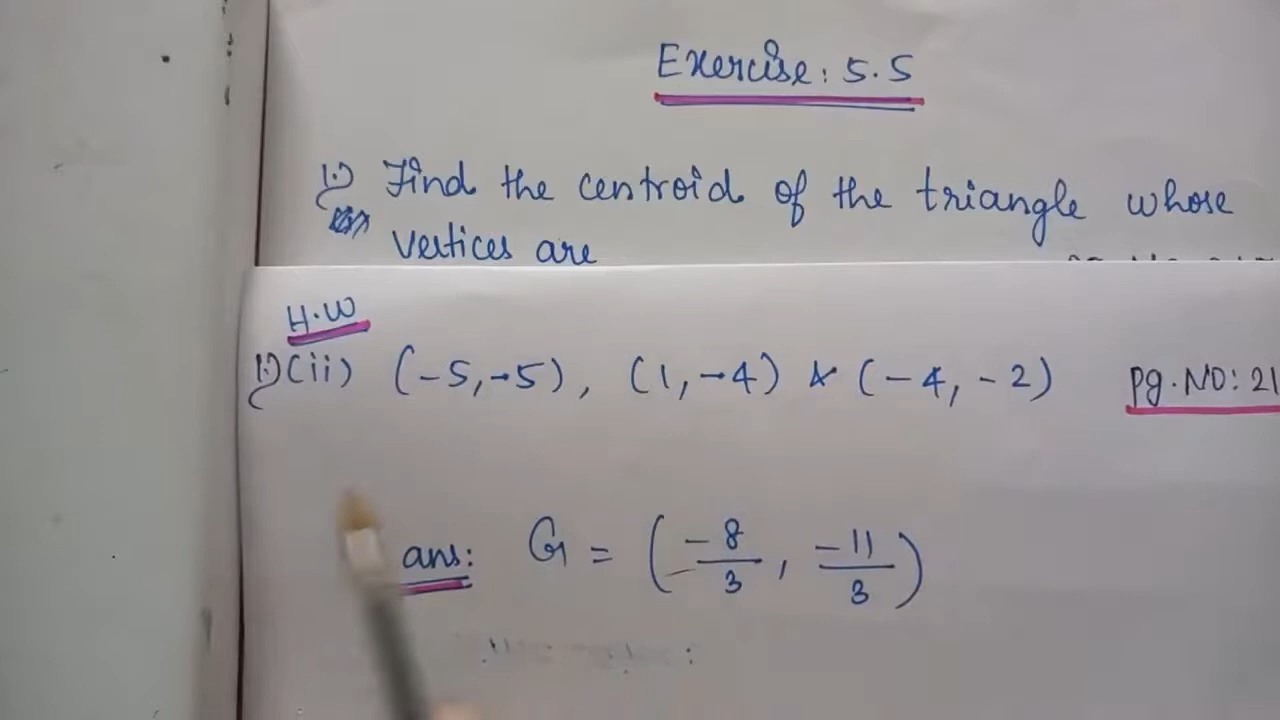 Exercise: 5.5
1.) Find the centroid of the triangle whose
vertices are
H.W
1.) (ii) (-5,-5), (1,-4) & (-4,-2) pg.NO: 21
ans: G = (-8/3, -11/3)